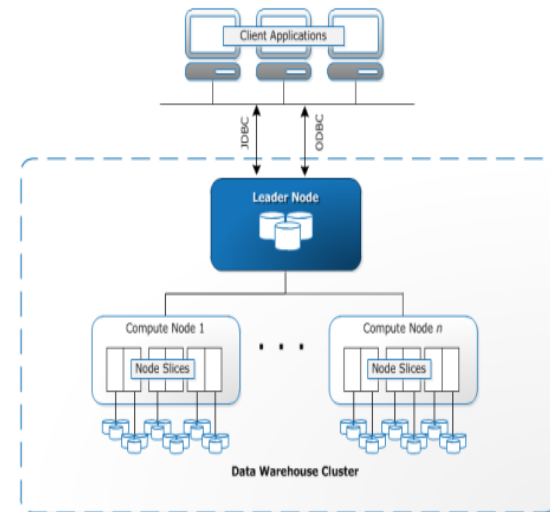 Client Applications
JDBC
ODBC
Leader Node
Compute Node 1
Compute Node n
. . .
Node Slices
Node Slices
Data Warehouse Cluster